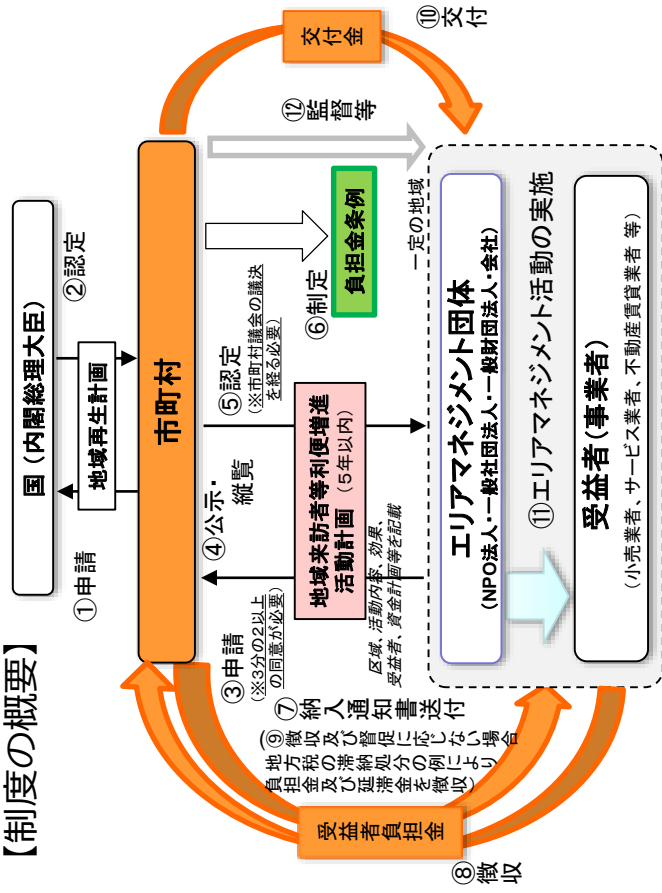 【制度の概要】
国(内閣総理大臣)
①申請
地域再生計画
②認定
市町村
③申請
(※3分の2以上
の同意が必要)
④公示・
縦覧
⑤認定
(※市町村議会の議決
を経る必要)
⑥制定
負担金条例
地域来訪者等利便増進
活動計画(5年以内)
区域、活動内容、効果、
受益者、資金計画等を記載
⑦納入通知書送付
(⑨徴収及び督促に応じない場合
地方税の滞納処分の例により
負担金及び延滞金を徴収)
受益者負担金
⑧徴収
交付金
⑩交付
⑫監督等
一定の地域
エリアマネジメント団体
(NPO法人・一般社団法人・一般財団法人・会社)
⑪エリアマネジメント活動の実施
受益者(事業者)
(小売業者、サービス業者、不動産賃貸業者 等)